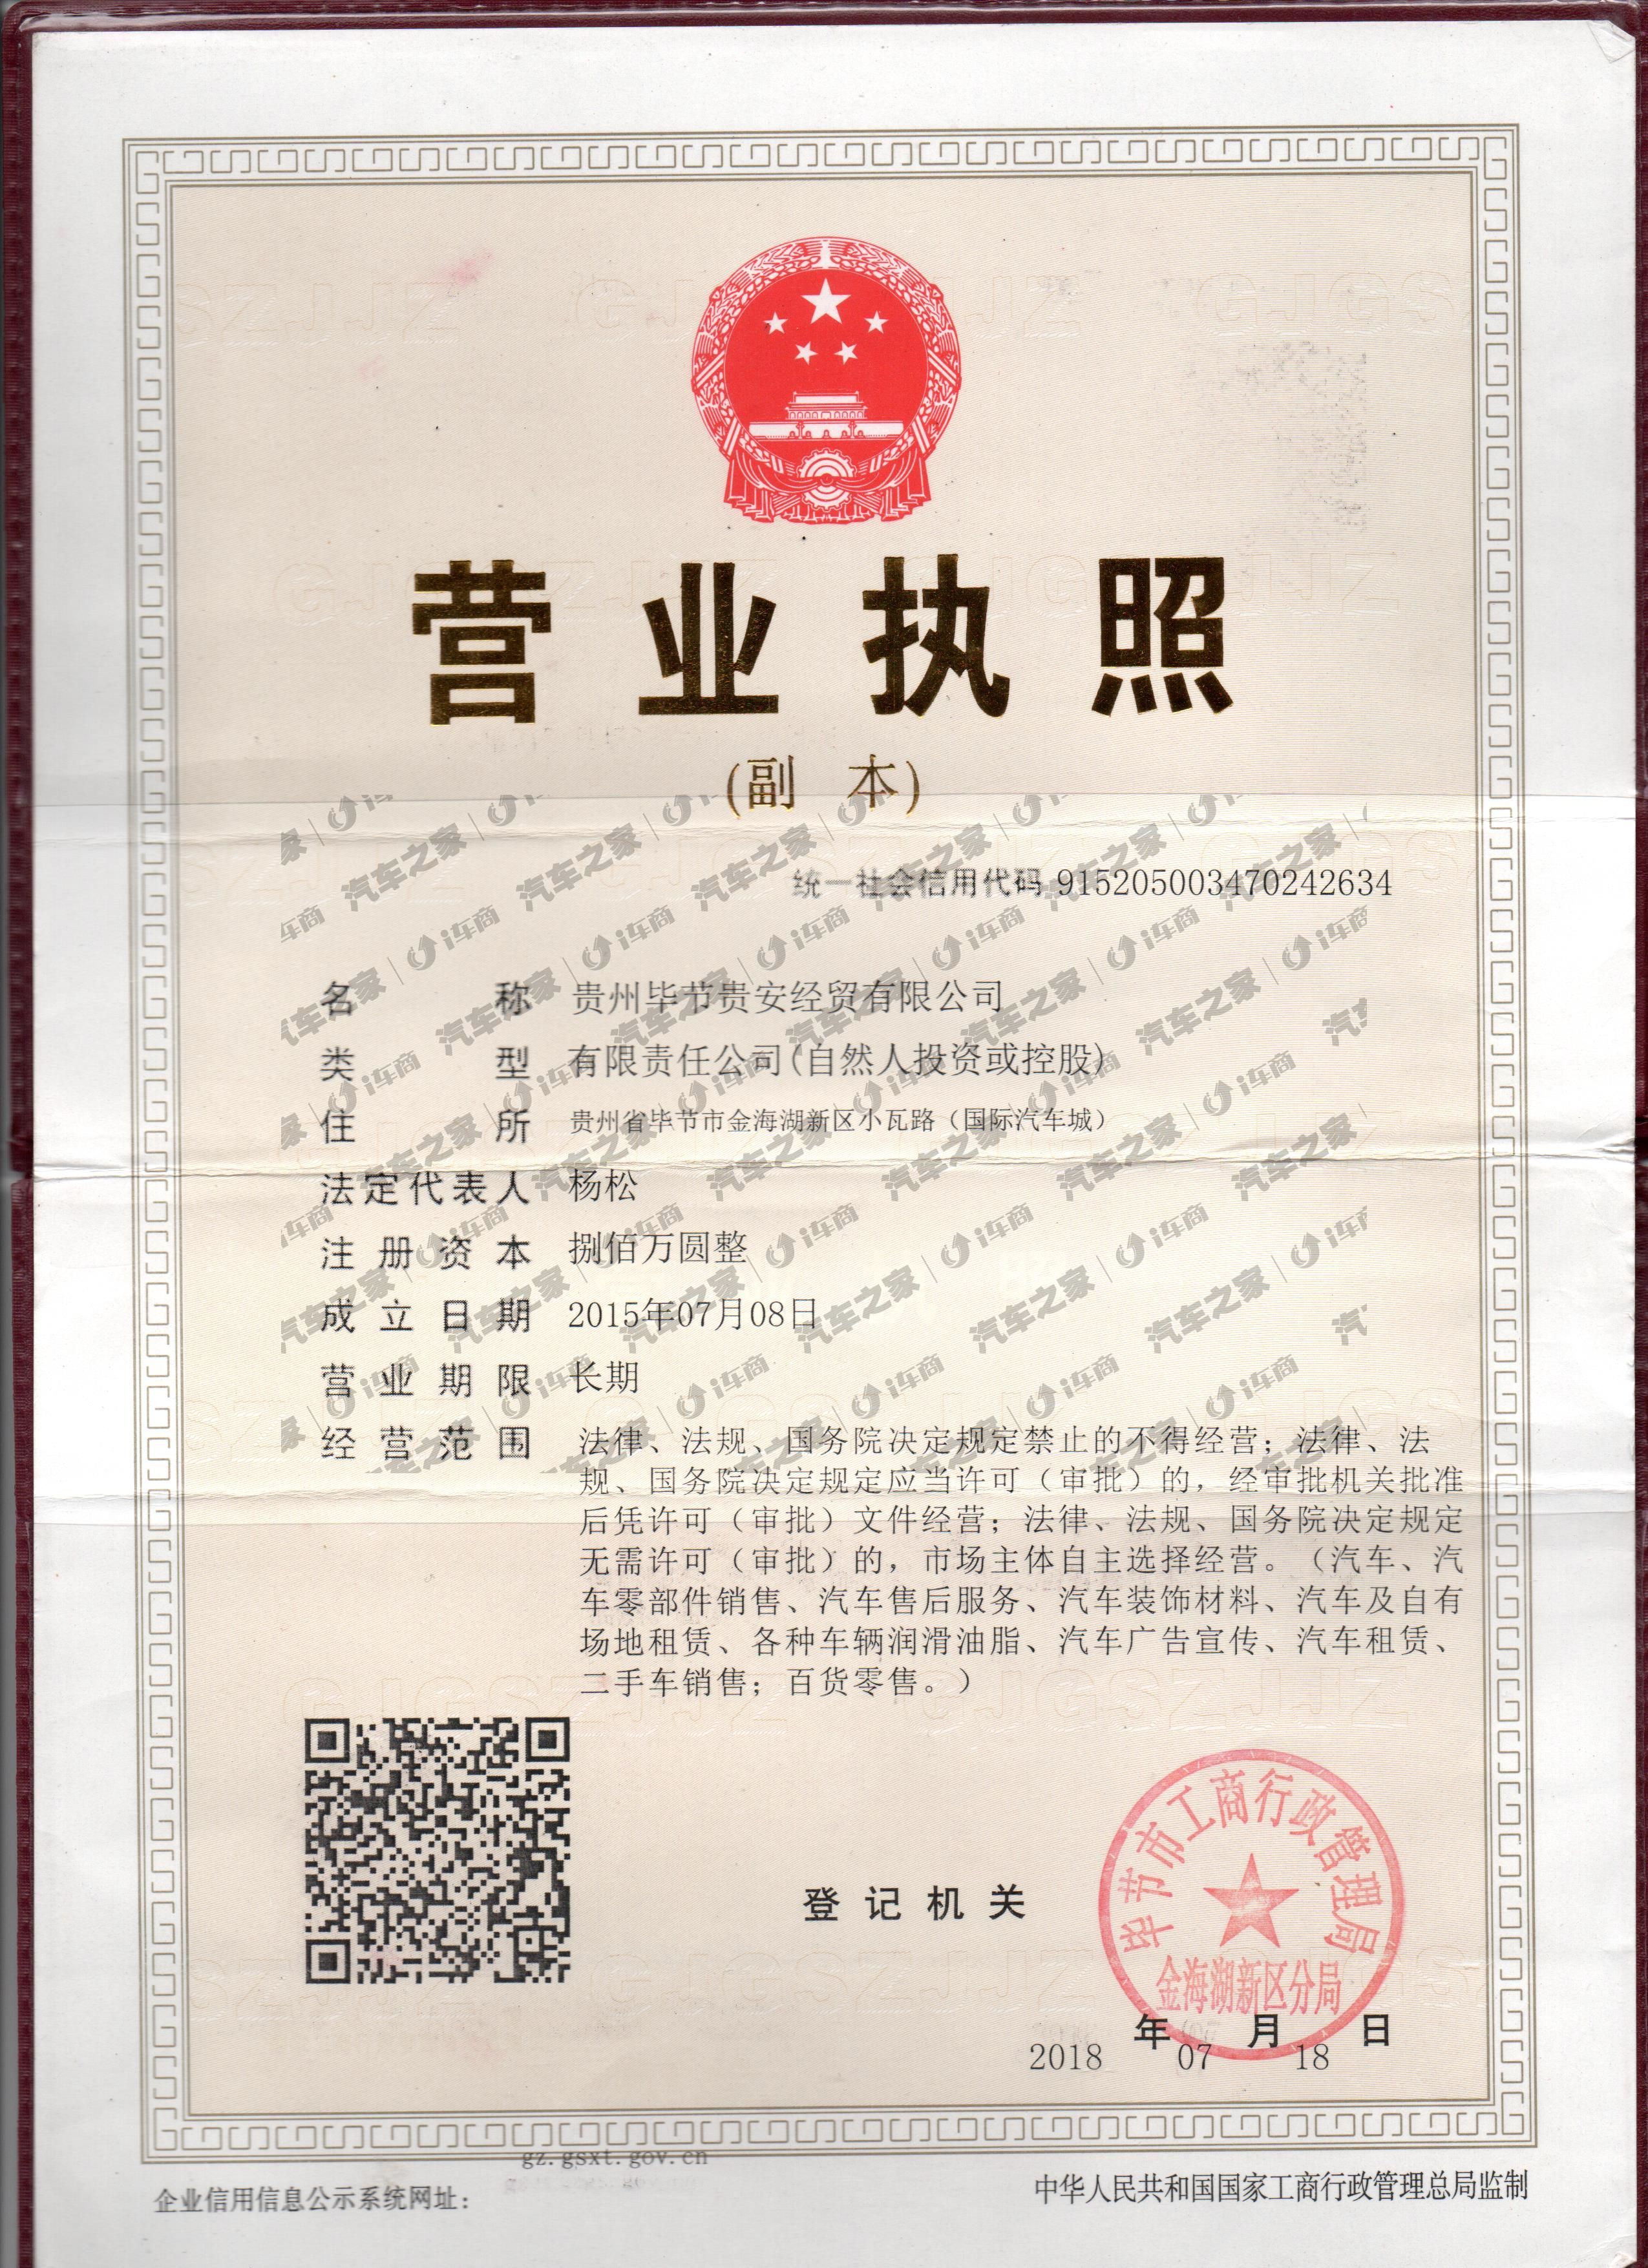 营业执照
(副 本)
统一社会信用代码 915205003470242634
名 称 贵州毕节贵安经贸有限公司
类 型 有限责任公司(自然人投资或控股)
住 所 贵州省毕节市金海湖新区小瓦路（国际汽车城）
法定代表人 杨松
注册资本 捌佰万圆整
成立日期 2015年07月08日
营业期限 长期
经营范围 法律、法规、国务院决定规定禁止的不得经营；法律、法
规、国务院决定规定应当许可（审批）的，经审批机关批准
后凭许可（审批）文件经营；法律、法规、国务院决定规定
无需许可（审批）的，市场主体自主选择经营。（汽车、汽
车零部件销售、汽车售后服务、汽车装饰材料、汽车及自有
场地租赁、各种车辆润滑油脂、汽车广告宣传、汽车租赁、
二手车销售；百货零售。）
登记机关
毕节市工商行政管理局
金海湖新区分局
2018 年 07 月 18 日
gz.gsxt.gov.cn
企业信用信息公示系统网址：
中华人民共和国国家工商行政管理总局监制
汽车之家 | i车商